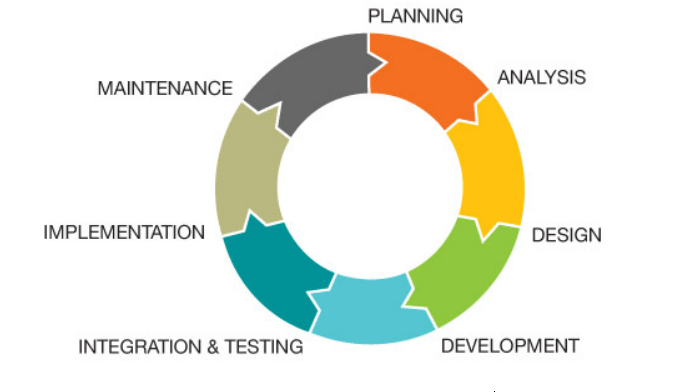 PLANNING
ANALYSIS
DESIGN
DEVELOPMENT
INTEGRATION & TESTING
IMPLEMENTATION
MAINTENANCE